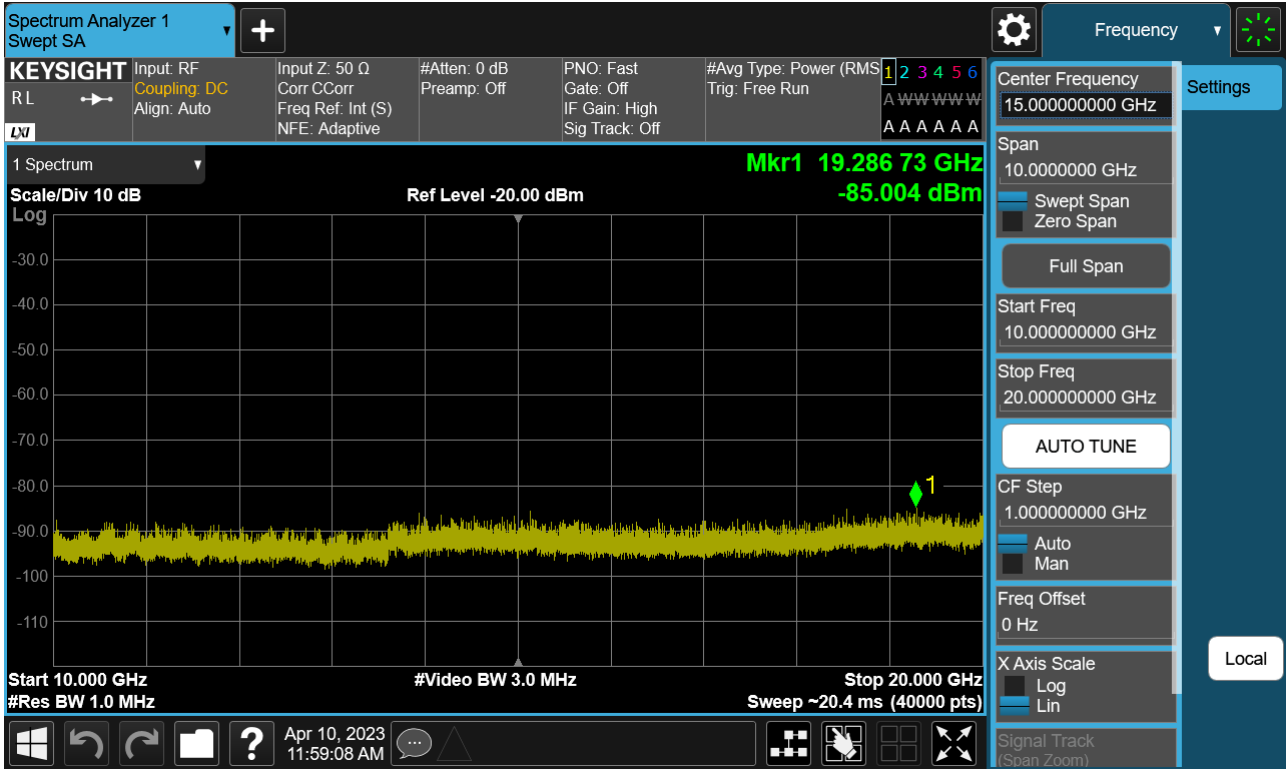 Spectrum Analyzer 1
Swept SA
Frequency
KEYSIGHT
R L
LXI
Input: RF
Coupling: DC
Align: Auto
Input Z: 50 Ω
Corr CCorr
Freq Ref: Int (S)
NFE: Adaptive
#Atten: 0 dB
Preamp: Off
PNO: Fast
Gate: Off
IF Gain: High
Sig Track: Off
#Avg Type: Power (RMS
Trig: Free Run
1 2 3 4 5 6
A W W W W W
A A A A A A
1 Spectrum
Mkr1 19.286 73 GHz
Scale/Div 10 dB
Ref Level -20.00 dBm
-85.004 dBm
Log
-30.0
-40.0
-50.0
-60.0
-70.0
-80.0
1
-90.0
-100
-110
Start 10.000 GHz
#Video BW 3.0 MHz
Stop 20.000 GHz
#Res BW 1.0 MHz
Sweep ~20.4 ms (40000 pts)
Center Frequency
15.000000000 GHz
Settings
Span
10.0000000 GHz
Swept Span
Zero Span
Full Span
Start Freq
10.000000000 GHz
Stop Freq
20.000000000 GHz
AUTO TUNE
CF Step
1.000000000 GHz
Auto
Man
Freq Offset
0 Hz
X Axis Scale
Log
Lin
Signal Track
(Span Zoom)
Local
?
Apr 10, 2023
11:59:08 AM